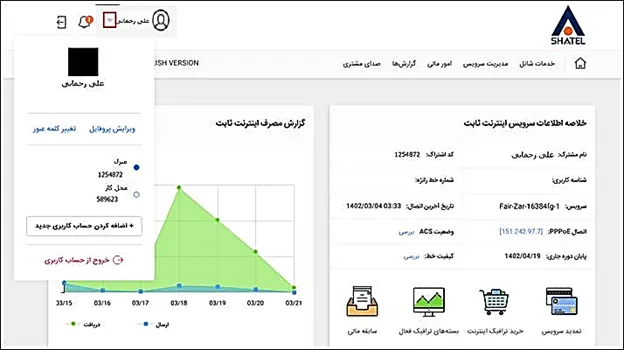 علی رحمانی
1
SHATEL
خدمات شاتل
مدیریت سرویس
امور مالی
گزارش‌ها
صدای مشتری
ISH VERSION
علی رحمانی
ویرایش پروفایل
تغییر کلمه عبور
منزل
1254872
محل کار
589623
+ اضافه کردن حساب کاربری جدید
خروج از حساب کاربری
خلاصه اطلاعات سرویس اینترنت ثابت
نام مشترک: علی رحمانی
کد اشتراک: 1254872
شناسه کاربری:
شماره خط رانژه:
سرویس: Fair-Zar-16384fg-1
تاریخ آخرین اتصال: 1402/03/04 03:33
اتصال PPPoE: [151.242.97.7]
وضعیت ACS بررسی
پایان دوره جاری: 1402/04/19
کیفیت خط: بررسی
تمدید سرویس
خرید ترافیک اینترنت
بسته‌های ترافیک فعال
سابقه مالی
گزارش مصرف اینترنت ثابت
03/15 03/16 03/17 03/18 03/19 03/20 03/21
ارسال
دریافت